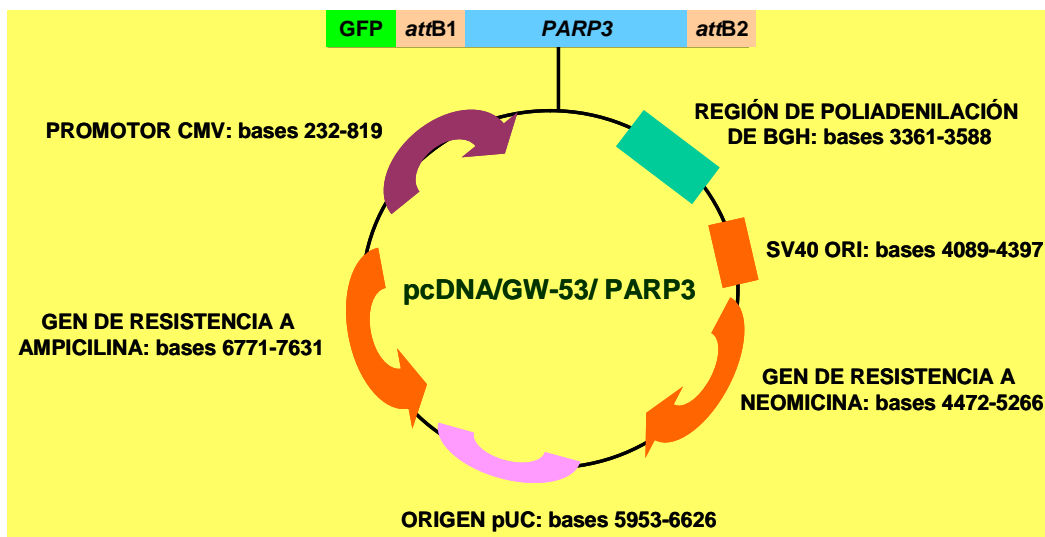 GFP attB1 PARP3 attB2
PROMOTOR CMV: bases 232-819
REGIÓN DE POLIADENILACIÓN
DE BGH: bases 3361-3588
SV40 ORI: bases 4089-4397
pcDNA/GW-53/ PARP3
GEN DE RESISTENCIA A
AMPICILINA: bases 6771-7631
GEN DE RESISTENCIA A
NEOMICINA: bases 4472-5266
ORIGEN pUC: bases 5953-6626